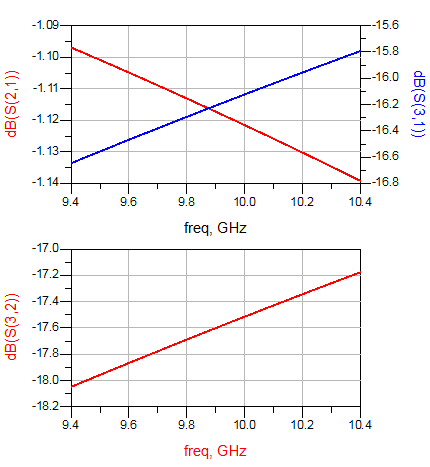 -1.09
-1.10
-1.11
-1.12
-1.13
-1.14
dB(S(2,1))
-15.6
-15.8
-16.0
-16.2
-16.4
-16.6
-16.8
dB(S(3,1))
9.4 9.6 9.8 10.0 10.2 10.4
freq, GHz
-17.0
-17.2
-17.4
-17.6
-17.8
-18.0
-18.2
dB(S(3,2))
9.4 9.6 9.8 10.0 10.2 10.4
freq, GHz